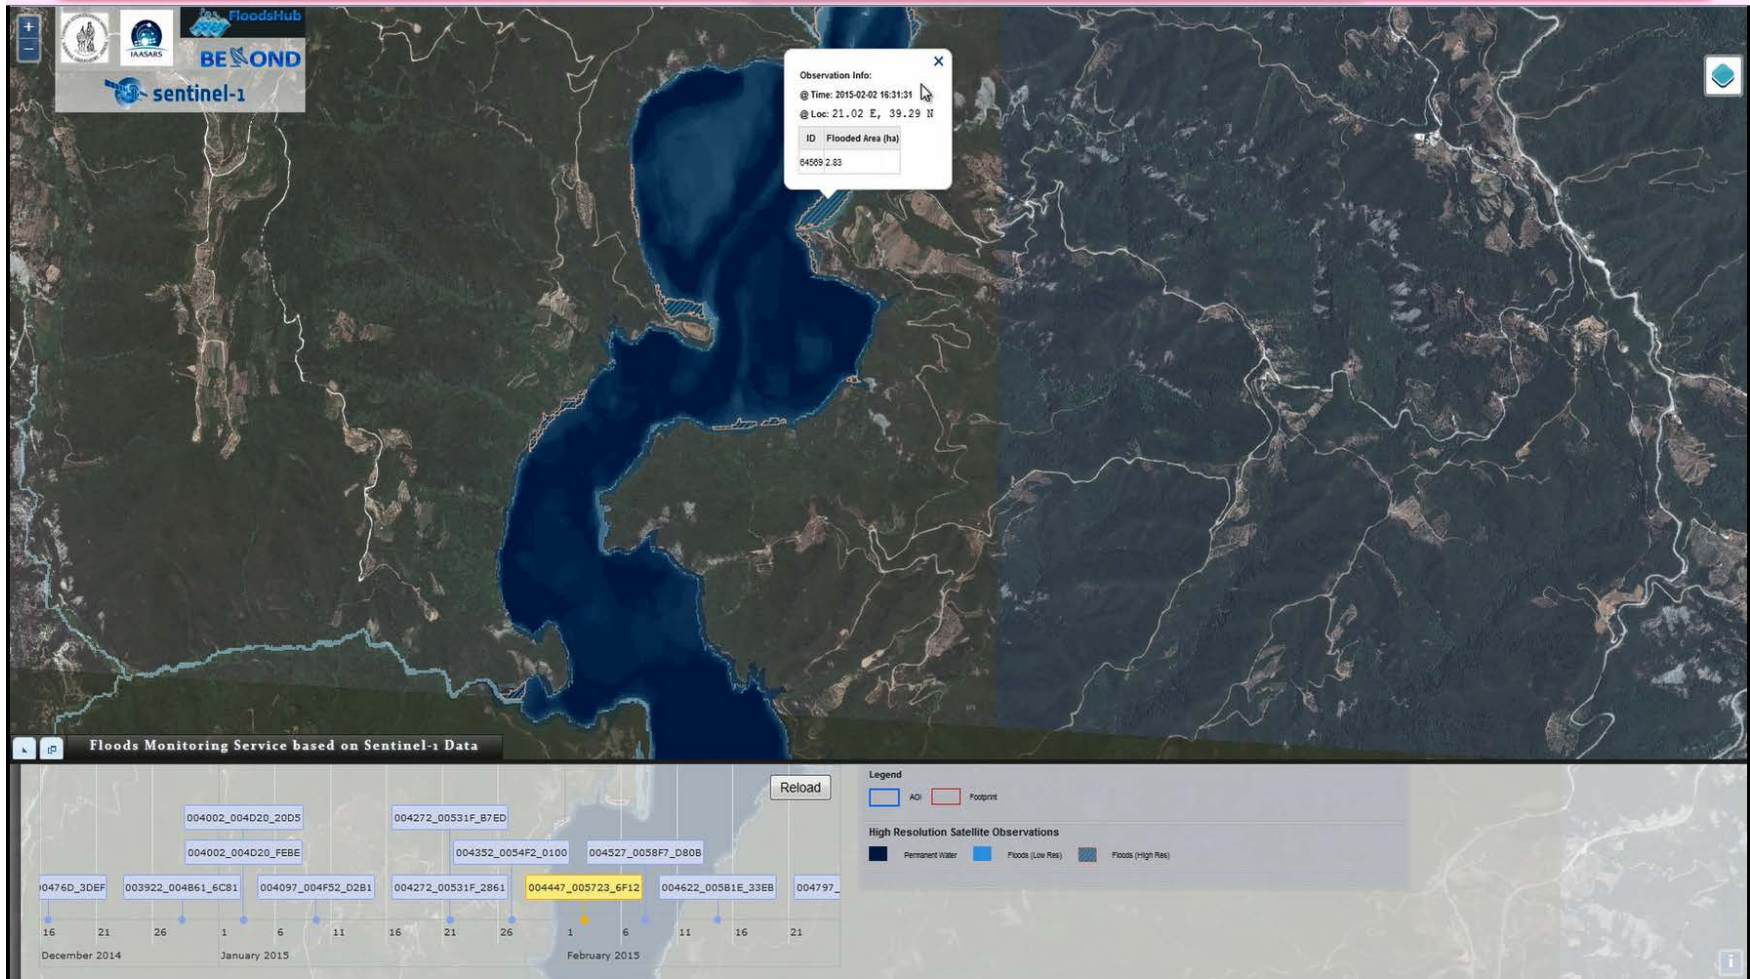 +
−
IAASARS
FloodsHub
BEYOND
sentinel-1
Observation Info:
@ Time: 2015-02-02 16:31:31
@ Loc: 21.02 E, 39.29 N
ID Flooded Area (ha)
64569 2.83
Floods Monitoring Service based on Sentinel-1 Data
Reload
004002_004D20_20D5
004272_00531F_B7ED
004002_004D20_FEBE
004352_0054F2_0100
004527_0058F7_D80B
0476D_3DEF
003922_004B61_6C81
004097_004F52_D2B1
004272_00531F_2861
004447_005723_6F12
004622_005B1E_33EB
004797_
16 21 26 1 6 11 16 21 26 1 6 11 16 21
December 2014 January 2015 February 2015
Legend
AOI Footprint
High Resolution Satellite Observations
Permanent Water Floods (Low Res) Floods (High Res)
i